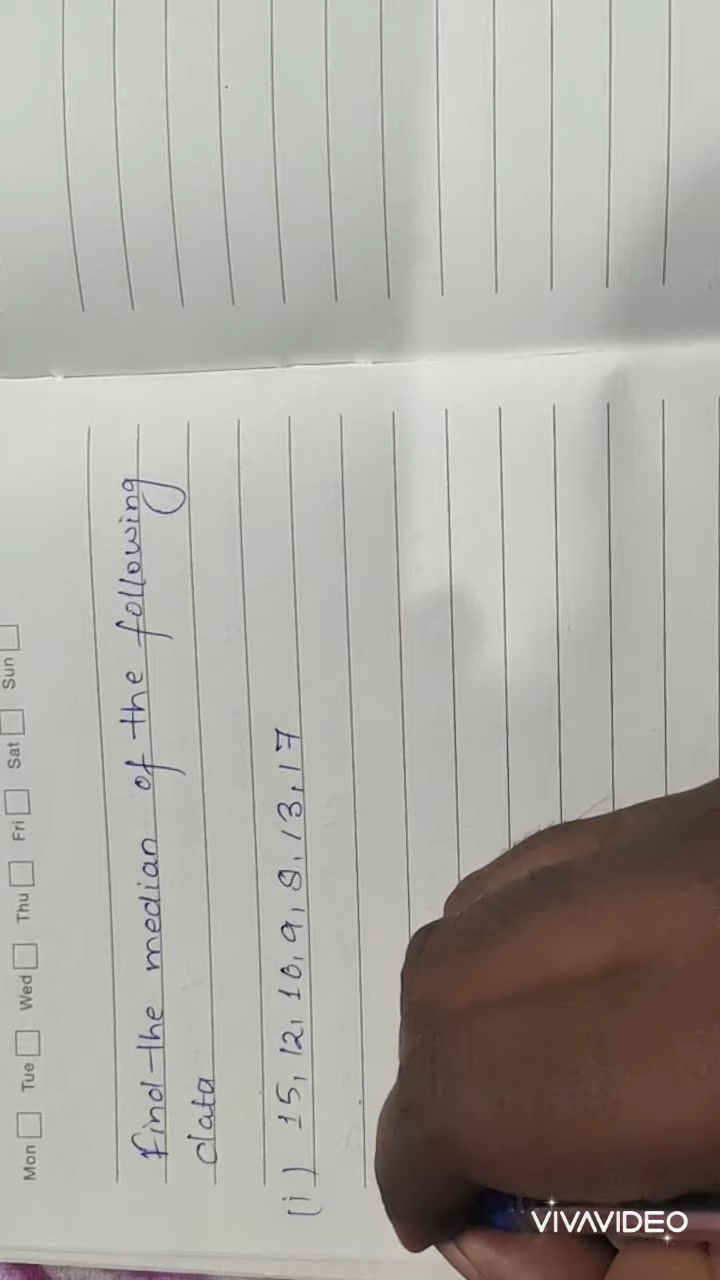 Mon Tue Wed Thu Fri Sat Sun
Find the median of the following
data
(i) 15, 12, 10, 9, 8, 13, 17
VIVAVIDEO